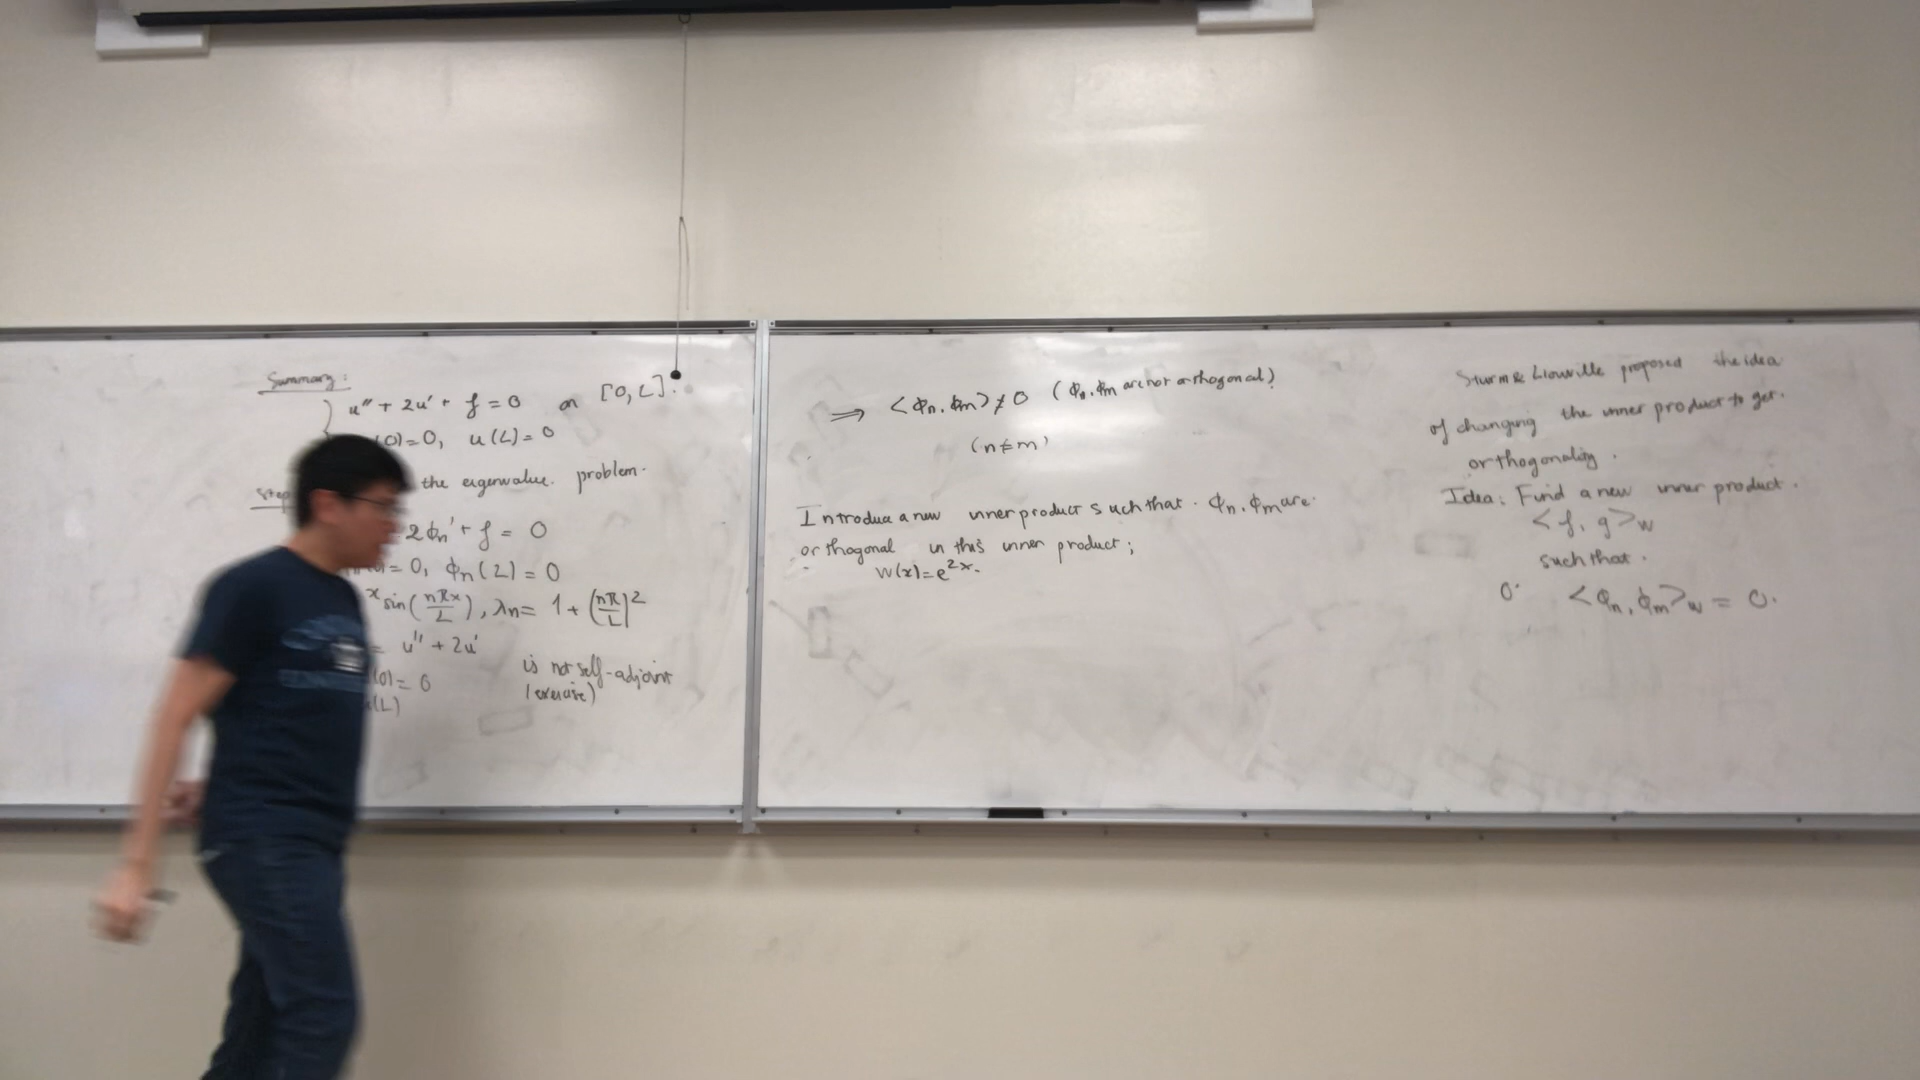 Summary:
u'' + 2u' + f = 0 on [0, L].
(0)=0, u(L)=0
Step the eigenvalue problem.
2ϕn' + f = 0
(0)=0, ϕn(L)=0
x sin(nπx/L), λn = 1 + (nπ/L)²
= u'' + 2u'
(0)=0
u(L)
is not self-adjoint
(exercise)
⟹ <ϕn, ϕm> ≠ 0 (ϕn, ϕm are not orthogonal)
(n≠m)
Introduce a new inner product such that ϕn, ϕm are
orthogonal in this inner product;
W(x)=e^{2x}.
Sturm & Liouville proposed the idea
of changing the inner product to get
orthogonality.
Idea: Find a new inner product.
<f, g>w
such that.
0. <ϕn, ϕm>w = 0.